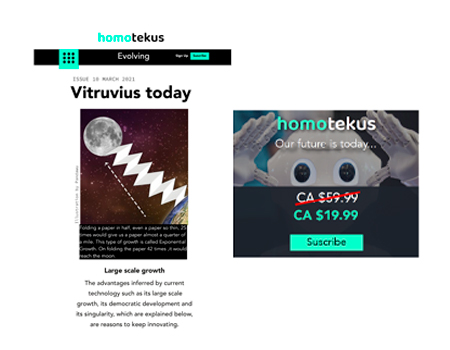 homotekus
Evolving
Sign Up
Subscribe
ISSUE 10 MARCH 2021
Vitruvius today
Folding a paper in half, even a paper so thin, 25
times would give us a paper almost a quarter of
a mile. This type of growth is called Exponential
Growth. On folding the paper 42 times ,it would
reach the moon.
Large scale growth
The advantages inferred by current
technology such as its large scale
growth, its democratic development and
its singularity, which are explained below,
are reasons to keep innovating.
homotekus
Our future is today...
CA $59.99
CA $19.99
Suscribe